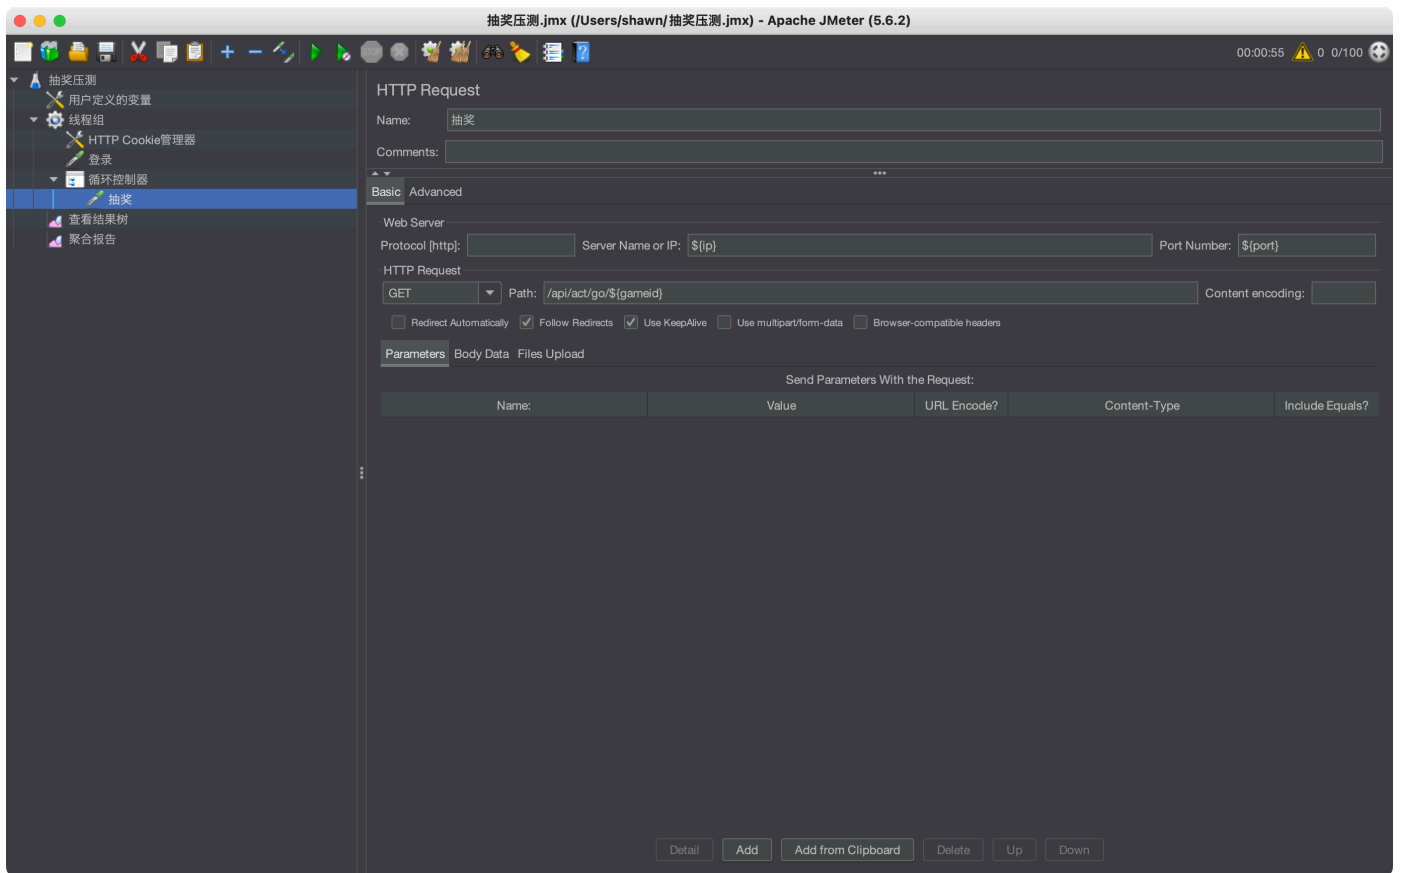 抽奖压测.jmx (/Users/shawn/抽奖压测.jmx) - Apache JMeter (5.6.2)
00:00:55 0 0/100
抽奖压测
用户定义的变量
线程组
HTTP Cookie管理器
登录
循环控制器
抽奖
查看结果树
聚合报告
HTTP Request
Name: 抽奖
Comments:
Basic Advanced
Web Server
Protocol [http]: Server Name or IP: ${ip} Port Number: ${port}
HTTP Request
GET Path: /api/act/go/${gameid} Content encoding:
Redirect Automatically Follow Redirects Use KeepAlive Use multipart/form-data Browser-compatible headers
Parameters Body Data Files Upload
Send Parameters With the Request:
Name: Value URL Encode? Content-Type Include Equals?
Detail Add Add from Clipboard Delete Up Down